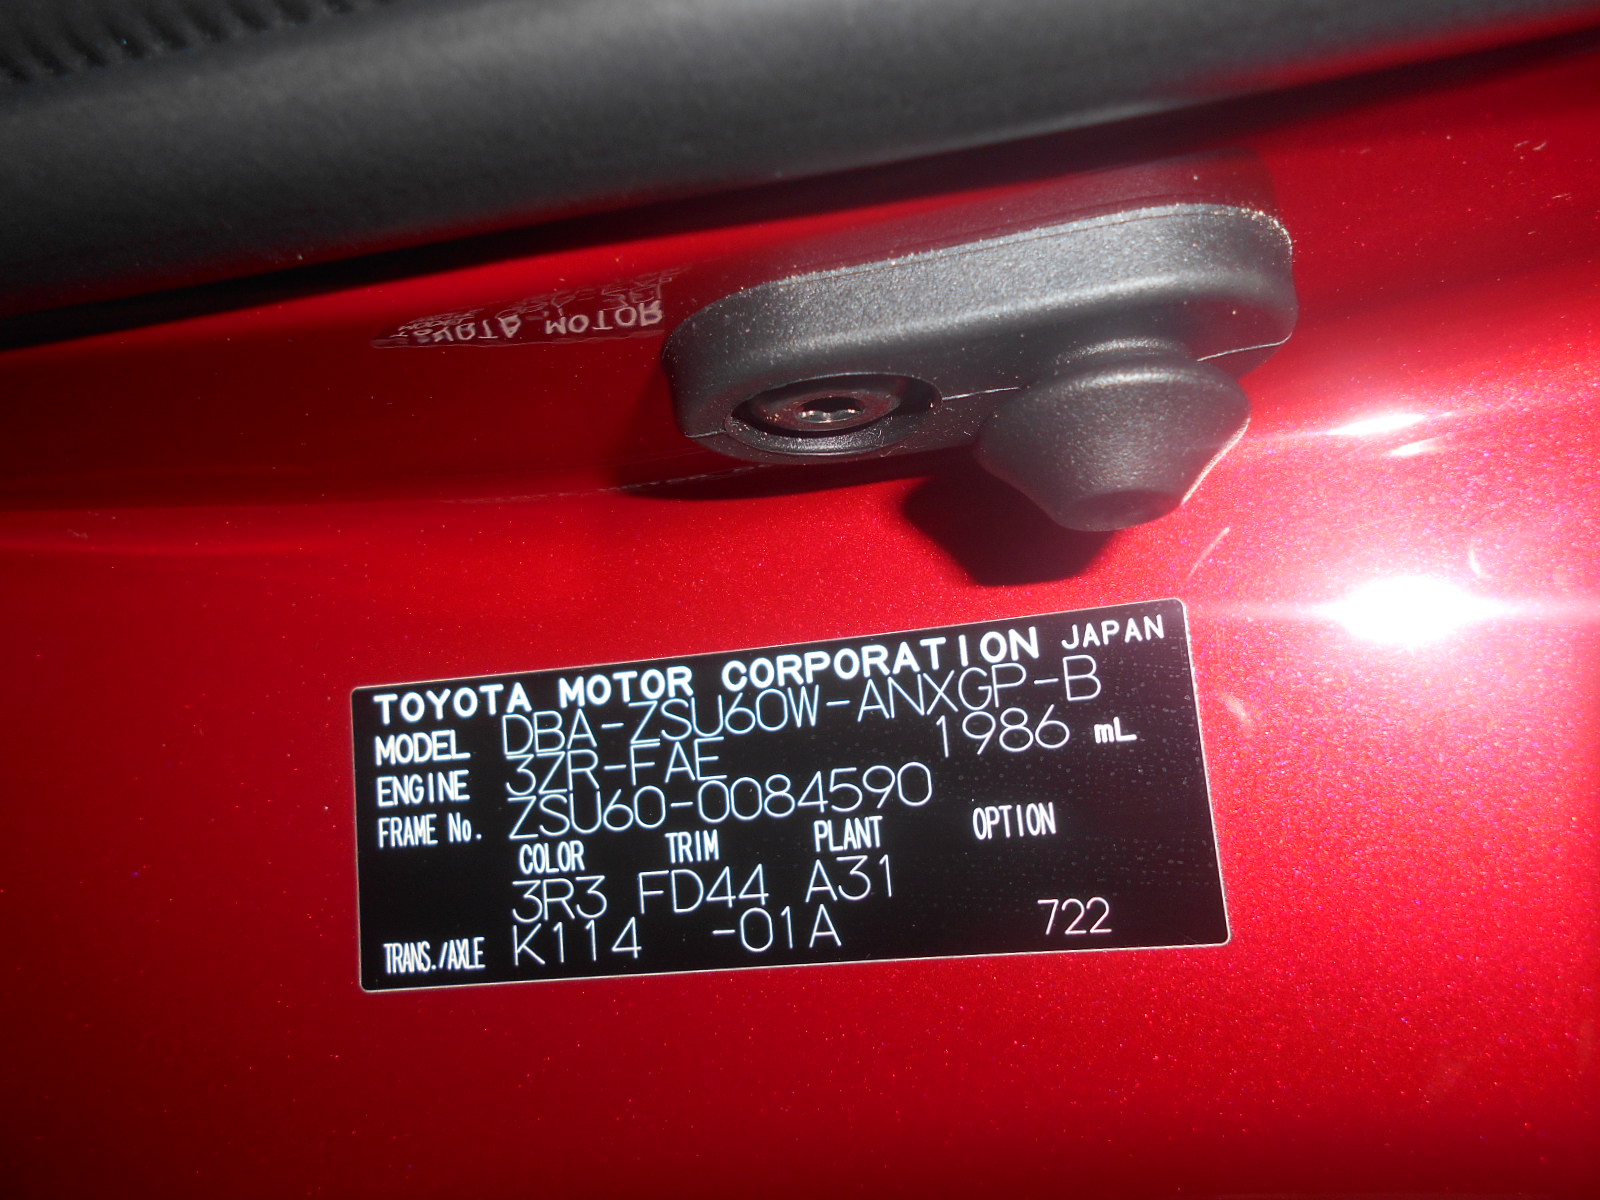 TOYOTA MOTOR CORPORATION JAPAN
MODEL DBA-ZSU60W-ANXGP-B
ENGINE 3ZR-FAE 1986 mL
FRAME No. ZSU60-0084590
COLOR TRIM PLANT OPTION
3R3 FD44 A31
TRANS./AXLE K114 -01A 722